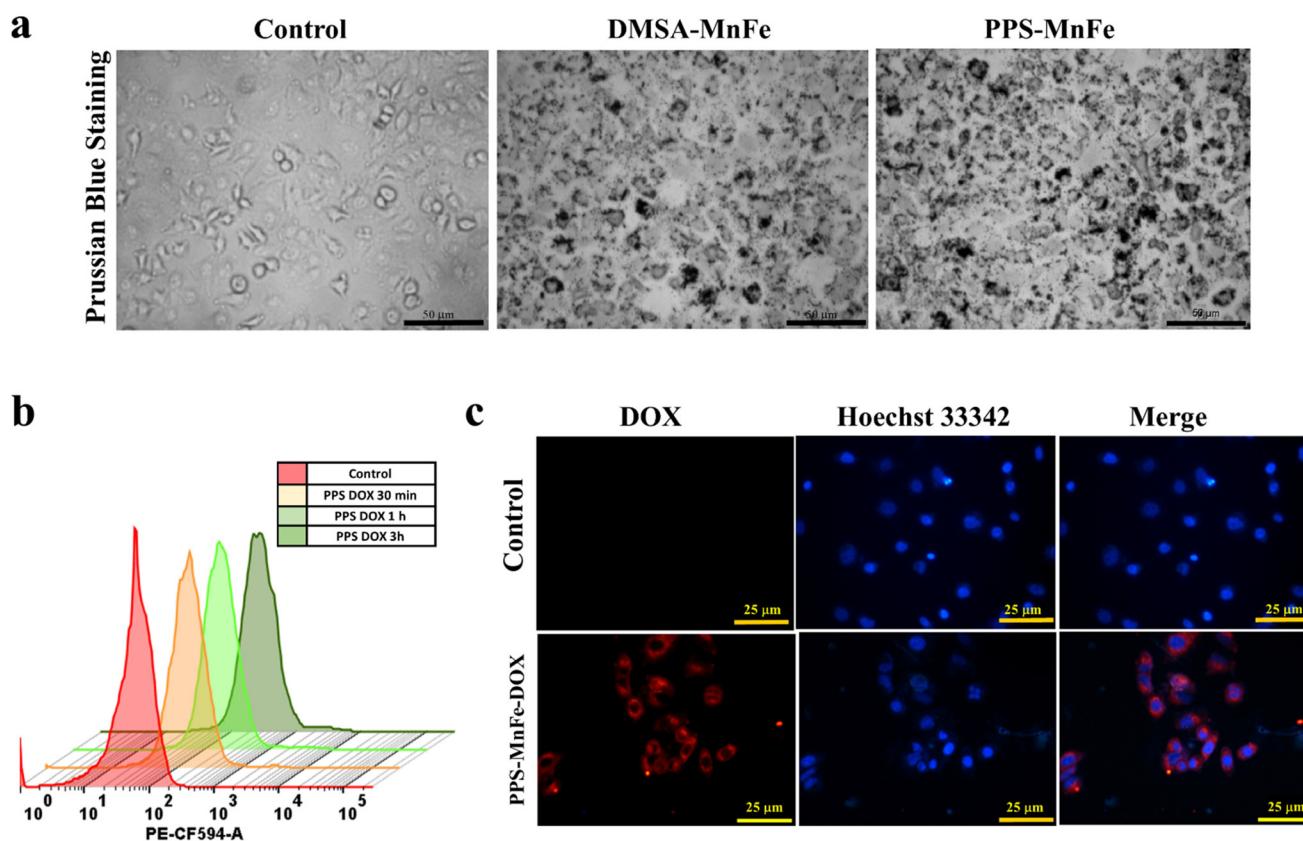 a
Control
DMSA-MnFe
PPS-MnFe
Prussian Blue Staining
50 µm
50 µm
50 µm
b
Control
PPS DOX 30 min
PPS DOX 1 h
PPS DOX 3h
10^0 10^1 10^2 10^3 10^4 10^5
PE-CF594-A
c
DOX
Hoechst 33342
Merge
Control
25 µm
25 µm
25 µm
PPS-MnFe-DOX
25 µm
25 µm
25 µm